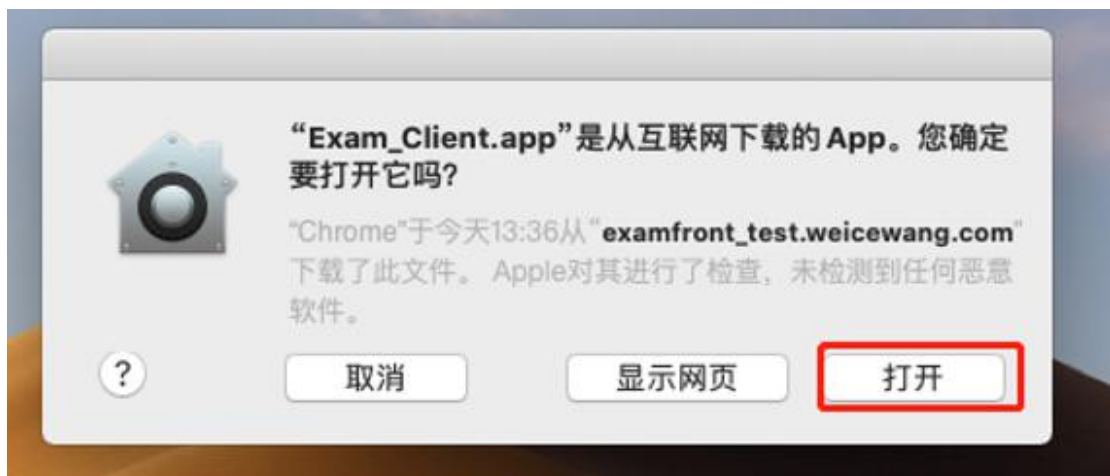 “Exam_Client.app”是从互联网下载的 App。您确定
要打开它吗？
“Chrome”于今天13:36从“examfront_test.weicewang.com”
下载了此文件。 Apple对其进行了检查，未检测到任何恶意
软件。
? 取消 显示网页 打开